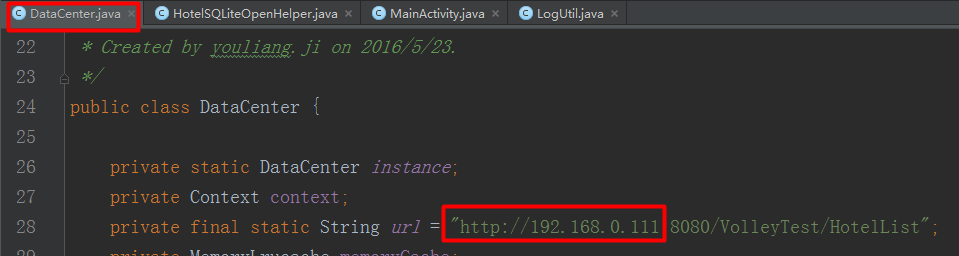 DataCenter.java × HotelSQLiteOpenHelper.java × MainActivity.java × LogUtil.java ×
22 * Created by youliang.ji on 2016/5/23.
23 */
24 public class DataCenter {
25
26 private static DataCenter instance;
27 private Context context;
28 private final static String url = "http://192.168.0.111:8080/VolleyTest/HotelList";